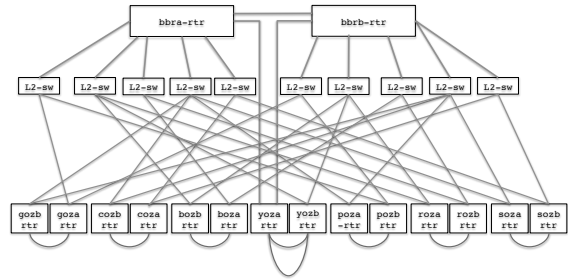 bbra-rtr bbrb-rtr
L2-sw L2-sw L2-sw L2-sw L2-sw L2-sw L2-sw L2-sw L2-sw L2-sw
gozb goza cozb coza bozb boza yoza yozb poza pozb roza rozb soza sozb
rtr rtr rtr rtr rtr rtr rtr rtr -rtr rtr rtr rtr rtr rtr